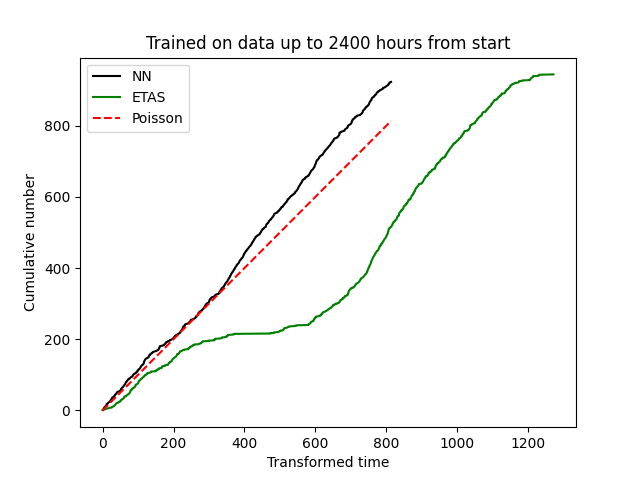 Trained on data up to 2400 hours from start
NN
ETAS
Poisson
Cumulative number
800
600
400
200
0
0 200 400 600 800 1000 1200
Transformed time